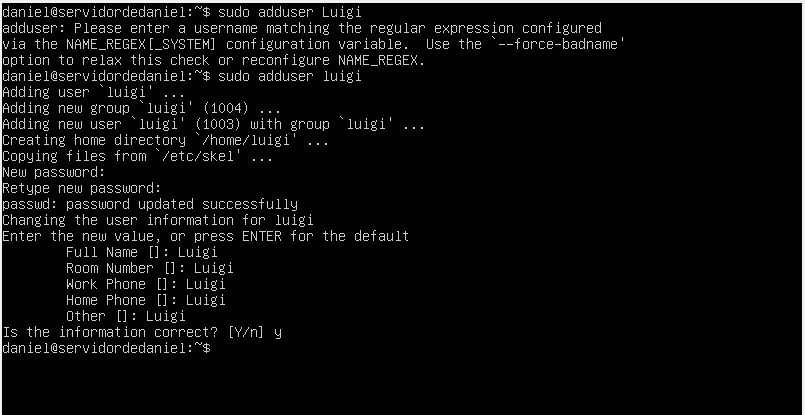 daniel@servidordedaniel:~$ sudo adduser Luigi
adduser: Please enter a username matching the regular expression configured
via the NAME_REGEX[_SYSTEM] configuration variable.  Use the `--force-badname'
option to relax this check or reconfigure NAME_REGEX.
daniel@servidordedaniel:~$ sudo adduser luigi
Adding user `luigi' ...
Adding new group `luigi' (1004) ...
Adding new user `luigi' (1003) with group `luigi' ...
Creating home directory `/home/luigi' ...
Copying files from `/etc/skel' ...
New password:
Retype new password:
passwd: password updated successfully
Changing the user information for luigi
Enter the new value, or press ENTER for the default
        Full Name []: Luigi
        Room Number []: Luigi
        Work Phone []: Luigi
        Home Phone []: Luigi
        Other []: Luigi
Is the information correct? [Y/n] y
daniel@servidordedaniel:~$